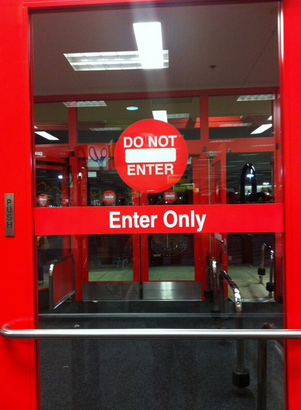 DO NOT
ENTER
PUSH
Enter Only